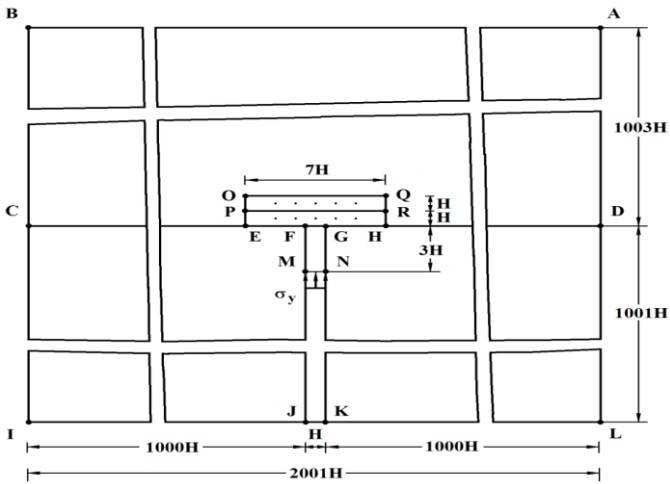 B A
1003H
7H
O Q
H
P R
H
C D
E F G H
3H
M N
σy
1001H
I J K L
H
1000H 1000H
2001H